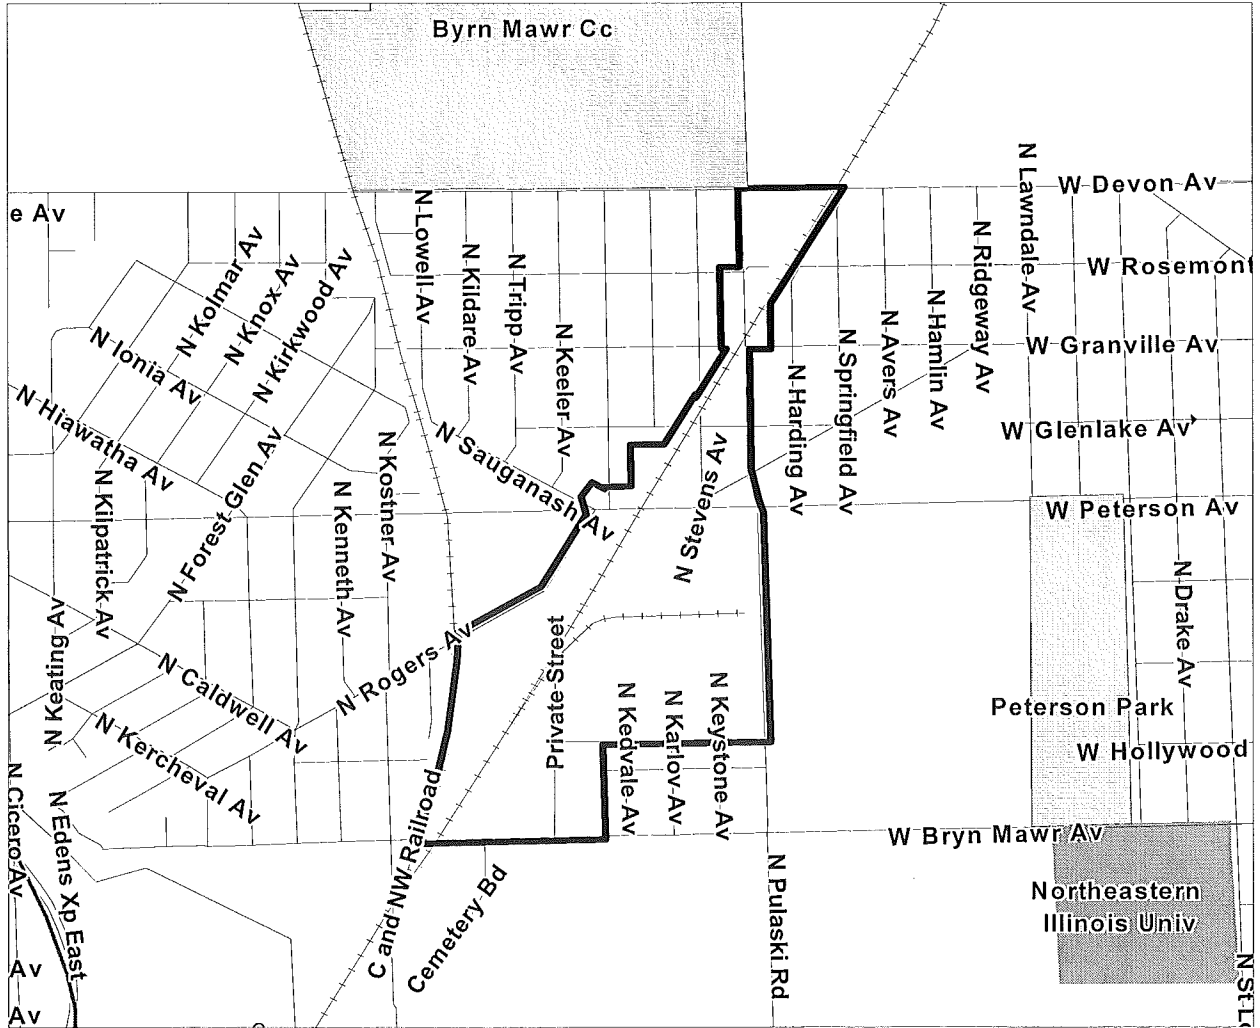 Byrn Mawr Cc
W Devon Av
e Av
N Lawndale Av
N Lowell Av
N Kolmar Av
N Knox Av
N Kirkwood Av
N Kildare Av
N Tripp Av
N Ridgeway Av
W Rosemont
N Hamlin Av
N Avers Av
N Ionia Av
N Keeler Av
N Springfield Av
W Granville Av
N Harding Av
N Hiawatha Av
N Sauganash Av
W Glenlake Av
N Stevens Av
N Forest Glen Av
N Kostner Av
N Kilpatrick Av
N Kenneth Av
W Peterson Av
N Drake Av
N Keating Av
N Rogers Av
Private Street
N Caldwell Av
N Kedvale Av
N Karlov Av
N Keystone Av
Peterson Park
W Hollywood
N Kercheval Av
N Cicero Av
N Edens Xp East
C and NW Railroad
W Bryn Mawr Av
Cemetery Bd
N Pulaski Rd
Northeastern
Illinois Univ
Av
N St L
Av